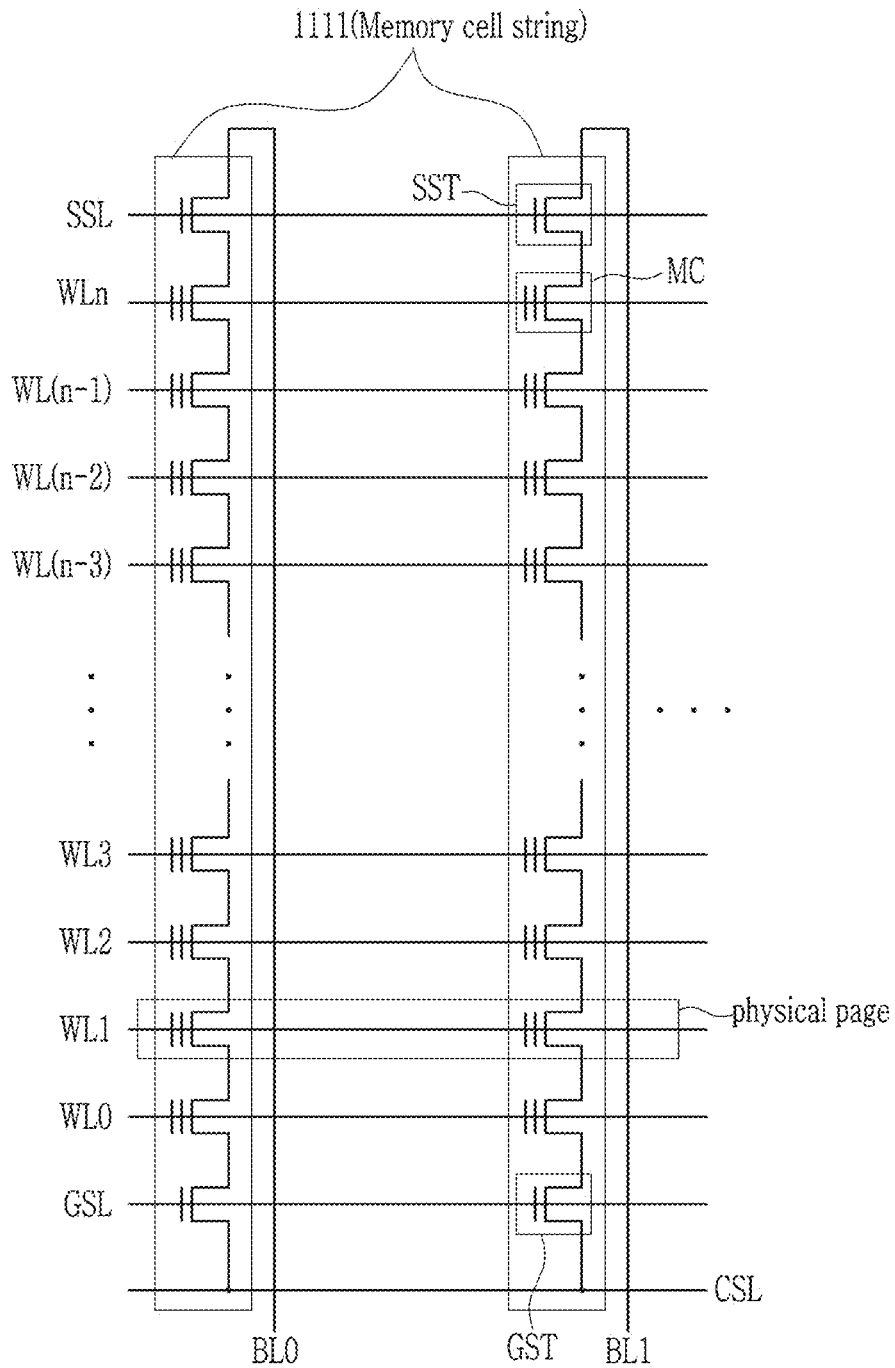 1111(Memory cell string)
SST
SSL
MC
WLn
WL(n-1)
WL(n-2)
WL(n-3)
WL3
WL2
physical page
WL1
WL0
GSL
CSL
BL0
GST
BL1